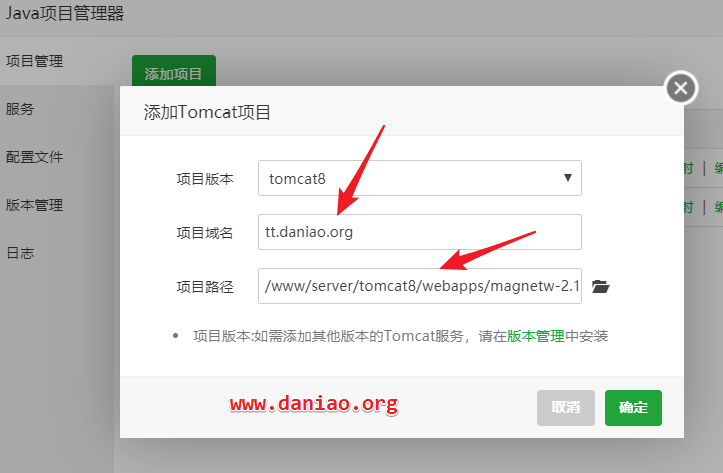 Java项目管理器
项目管理
添加项目
服务
配置文件
版本管理
日志
添加Tomcat项目
项目版本 tomcat8
项目域名 tt.daniao.org
项目路径 /www/server/tomcat8/webapps/magnetw-2.1
项目版本:如需添加其他版本的Tomcat服务，请在版本管理中安装
www.daniao.org
取消 确定